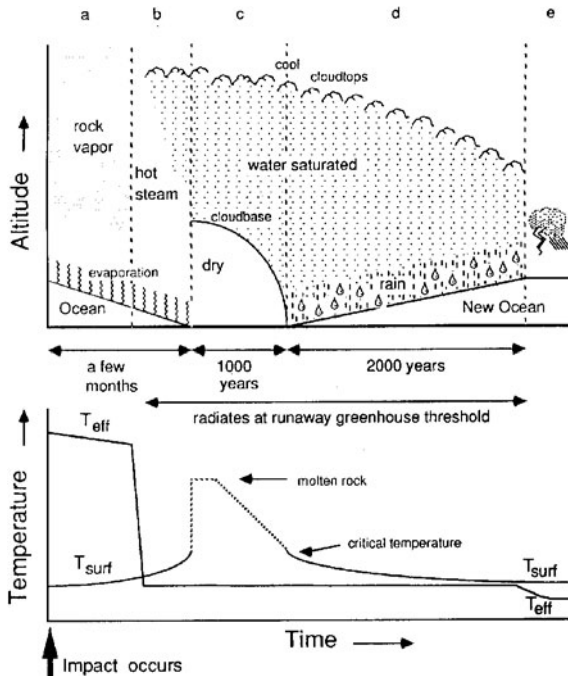 a b c d e
cool
cloudtops
rock
vapor
hot
steam
water saturated
cloudbase
dry
evaporation
rain
Ocean
New Ocean
Altitude
a few
months
1000
years
2000 years
radiates at runaway greenhouse threshold
Teff
molten rock
critical temperature
Tsurf
Tsurf
Teff
Temperature
Time
Impact occurs